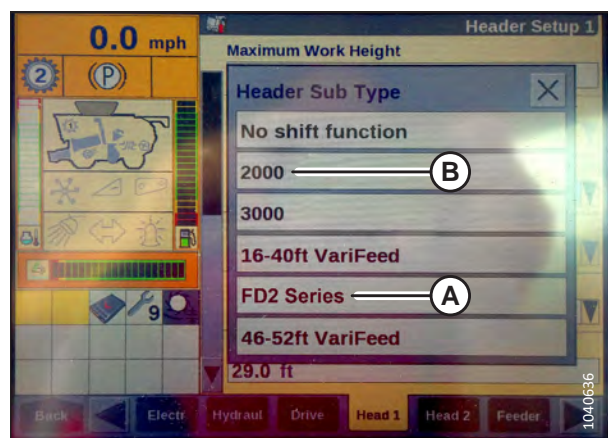 0.0 mph
Header Setup 1
Maximum Work Height
2
(P)
Header Sub Type
No shift function
2000
B
3000
16-40ft VariFeed
FD2 Series
A
46-52ft VariFeed
9
29.0 ft
Back
Electr
Hydraul
Drive
Head 1
Head 2
Feeder
1040636